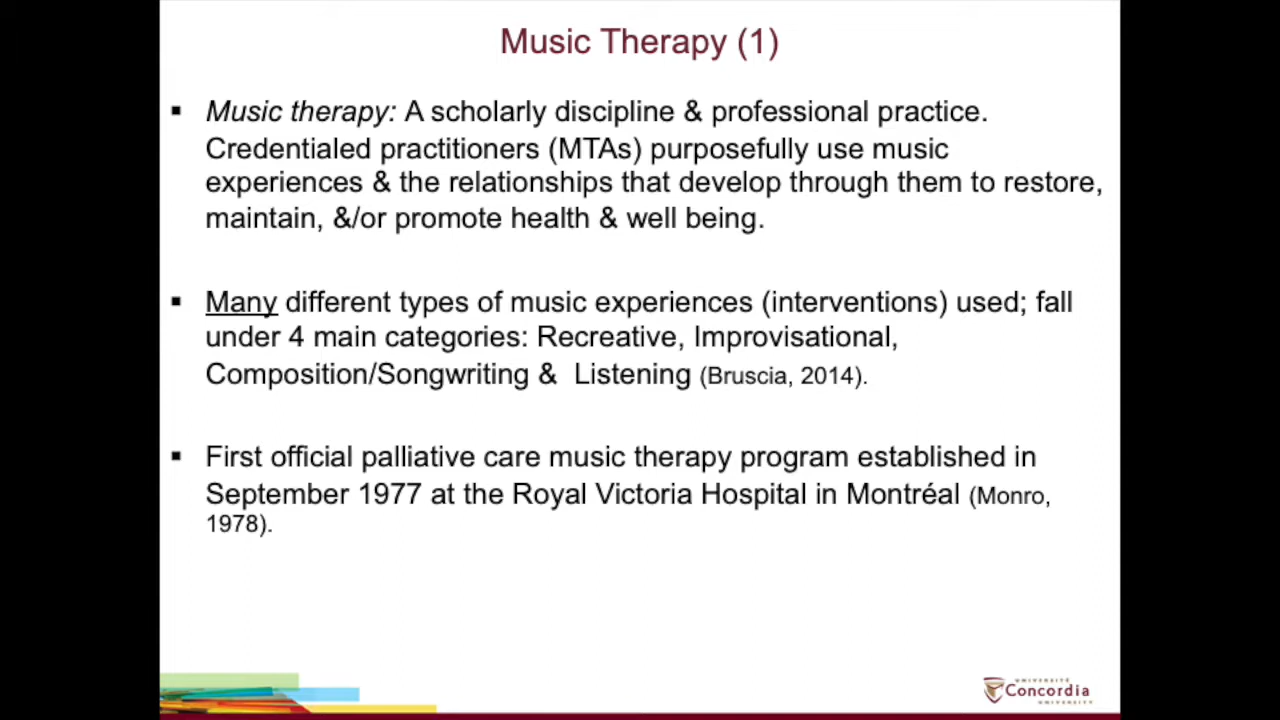 Music Therapy (1)
▪ Music therapy: A scholarly discipline & professional practice.
Credentialed practitioners (MTAs) purposefully use music
experiences & the relationships that develop through them to restore,
maintain, &/or promote health & well being.
▪ Many different types of music experiences (interventions) used; fall
under 4 main categories: Recreative, Improvisational,
Composition/Songwriting &  Listening (Bruscia, 2014).
▪ First official palliative care music therapy program established in
September 1977 at the Royal Victoria Hospital in Montréal (Monro,
1978).
UNIVERSITÉ
Concordia
UNIVERSITY